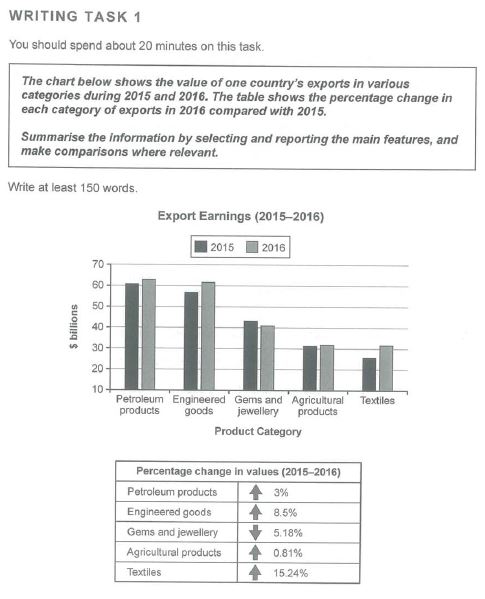 WRITING TASK 1
You should spend about 20 minutes on this task.
The chart below shows the value of one country's exports in various
categories during 2015 and 2016. The table shows the percentage change in
each category of exports in 2016 compared with 2015.
Summarise the information by selecting and reporting the main features, and
make comparisons where relevant.
Write at least 150 words.
Export Earnings (2015–2016)
2015 2016
70
60
50
40
30
20
10
$ billions
Petroleum Engineered Gems and Agricultural Textiles
products goods jewellery products
Product Category
Percentage change in values (2015–2016)
Petroleum products 3%
Engineered goods 8.5%
Gems and jewellery 5.18%
Agricultural products 0.81%
Textiles 15.24%